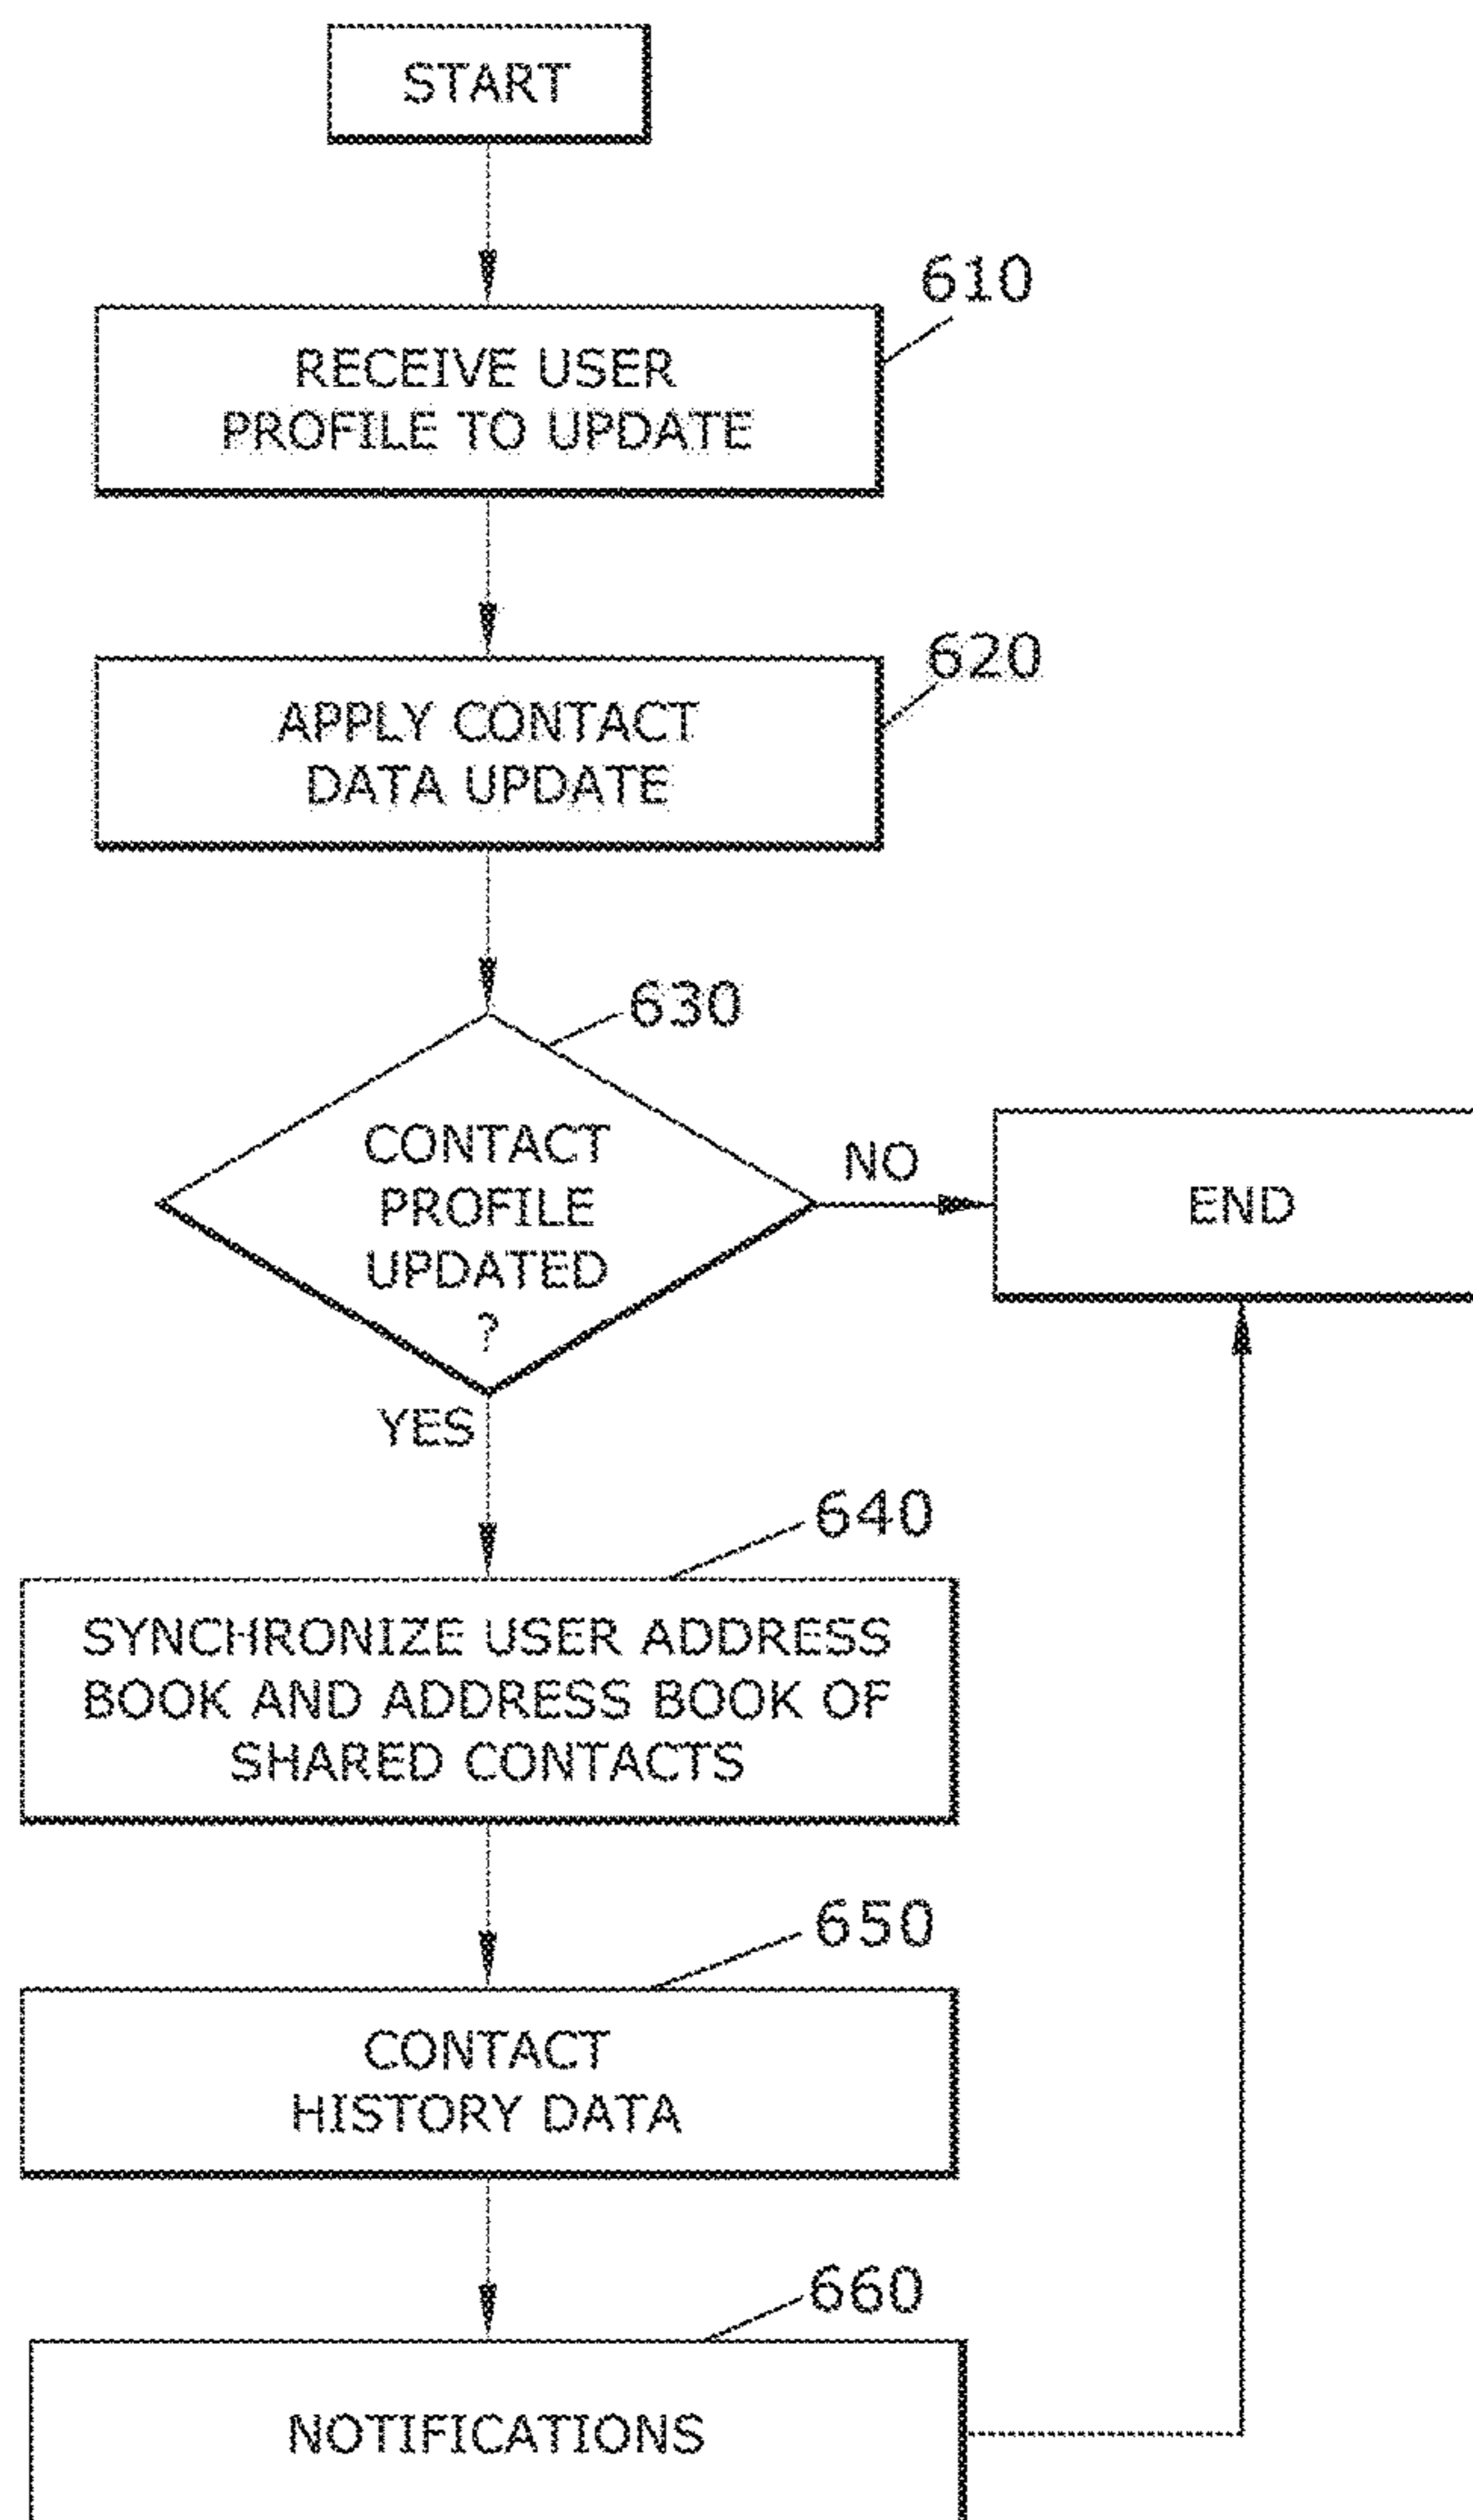 START
610
RECEIVE USER
PROFILE TO UPDATE
620
APPLY CONTACT
DATA UPDATE
630
CONTACT
PROFILE
UPDATED
?
NO
END
YES
640
SYNCHRONIZE USER ADDRESS
BOOK AND ADDRESS BOOK OF
SHARED CONTACTS
650
CONTACT
HISTORY DATA
660
NOTIFICATIONS